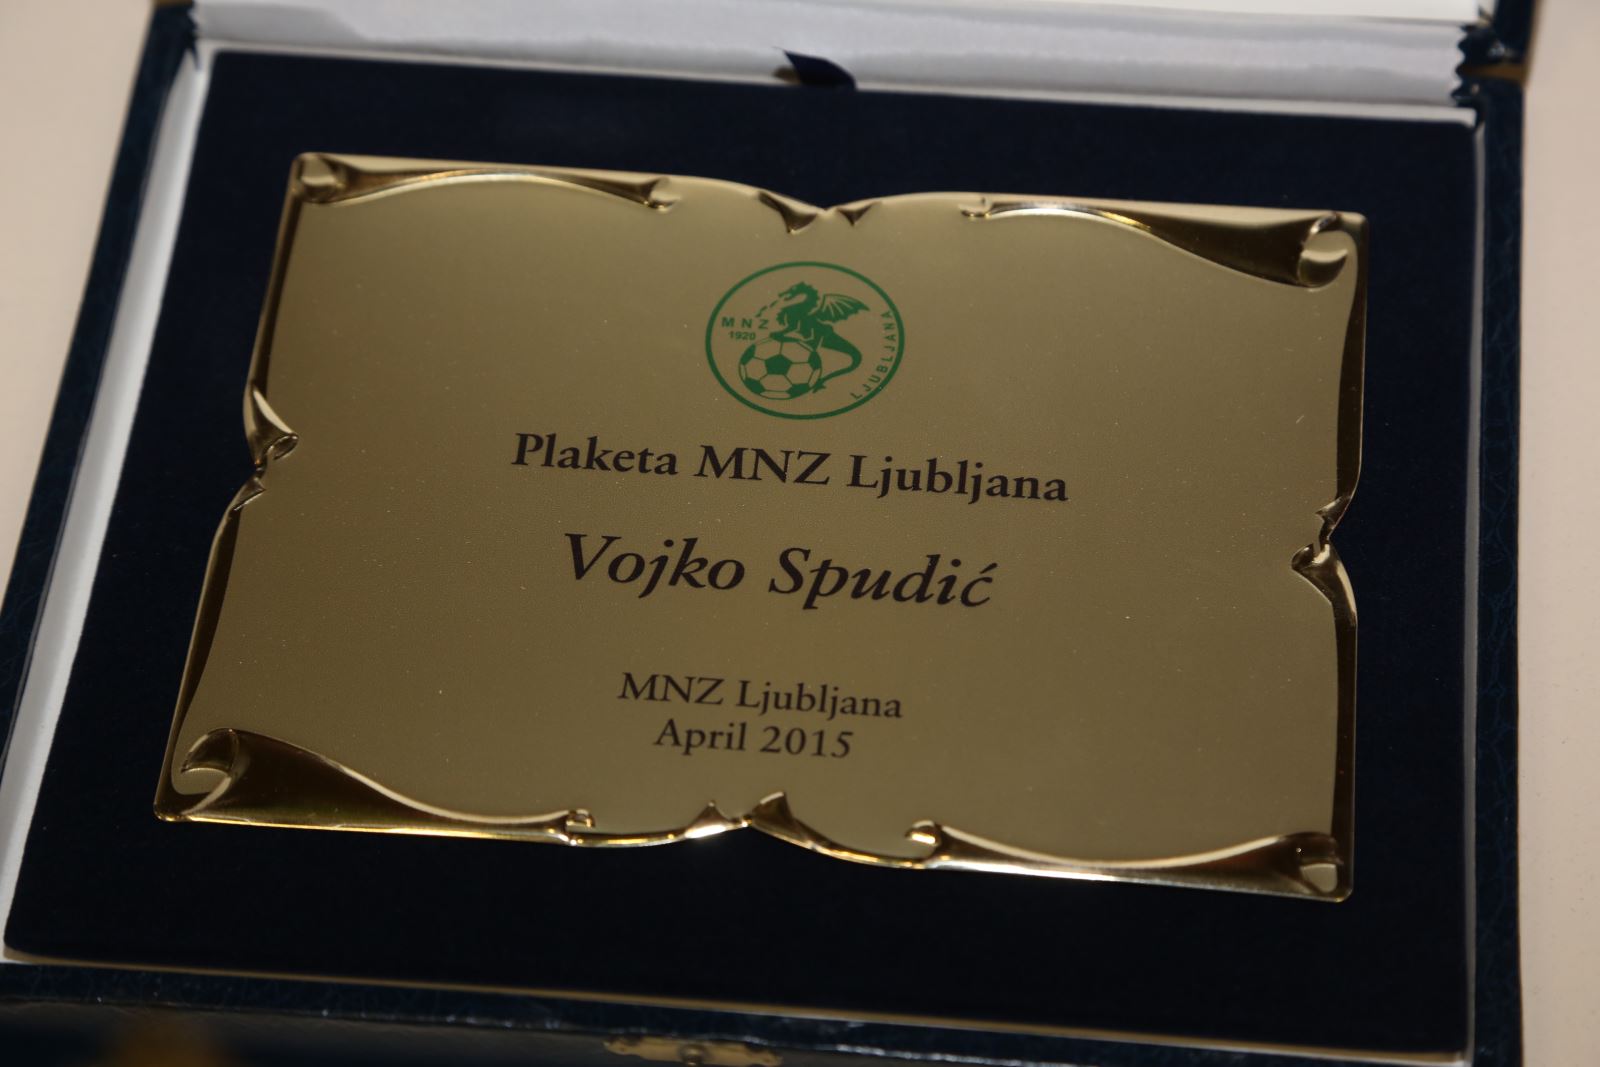 MNZ
1920
LJUBLJANA
Plaketa MNZ Ljubljana
Vojko Spudić
MNZ Ljubljana
April 2015